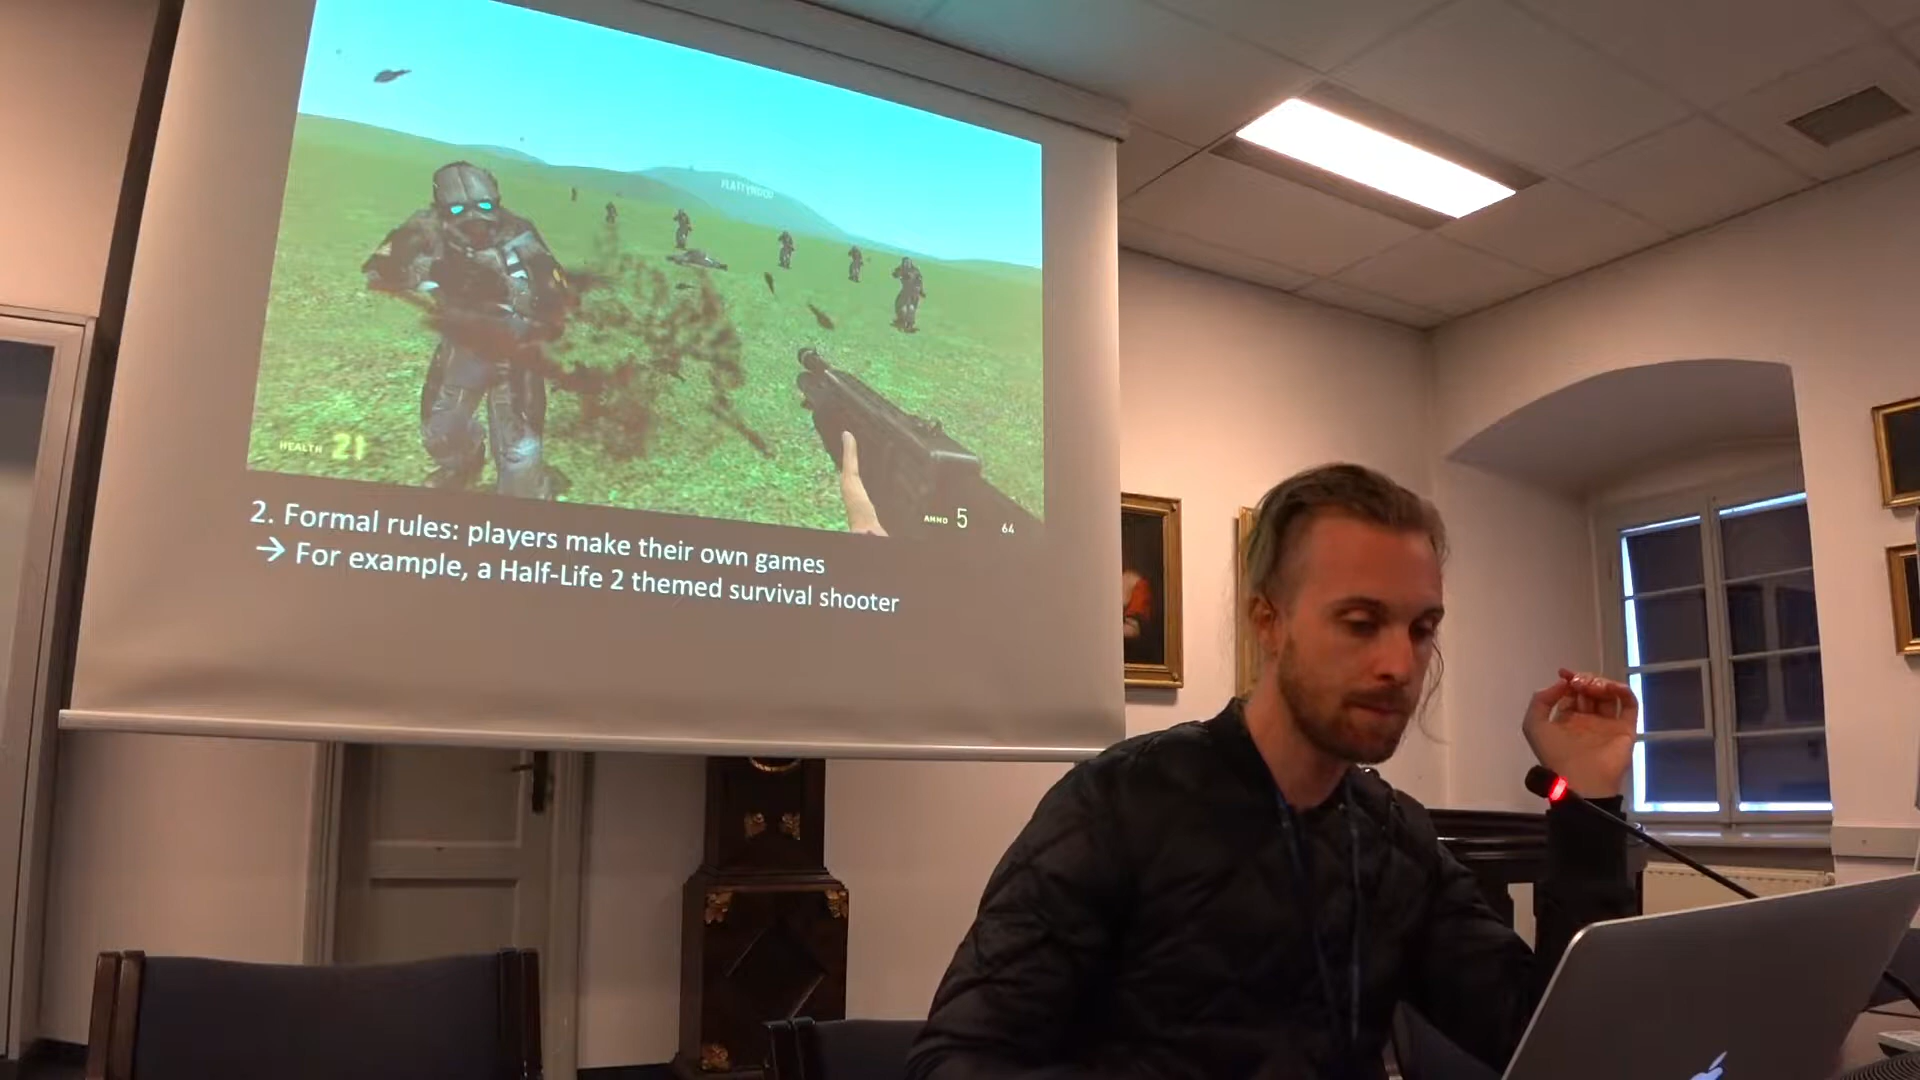 HEALTH 21
AMMO 5 64
2. Formal rules: players make their own games
→ For example, a Half-Life 2 themed survival shooter